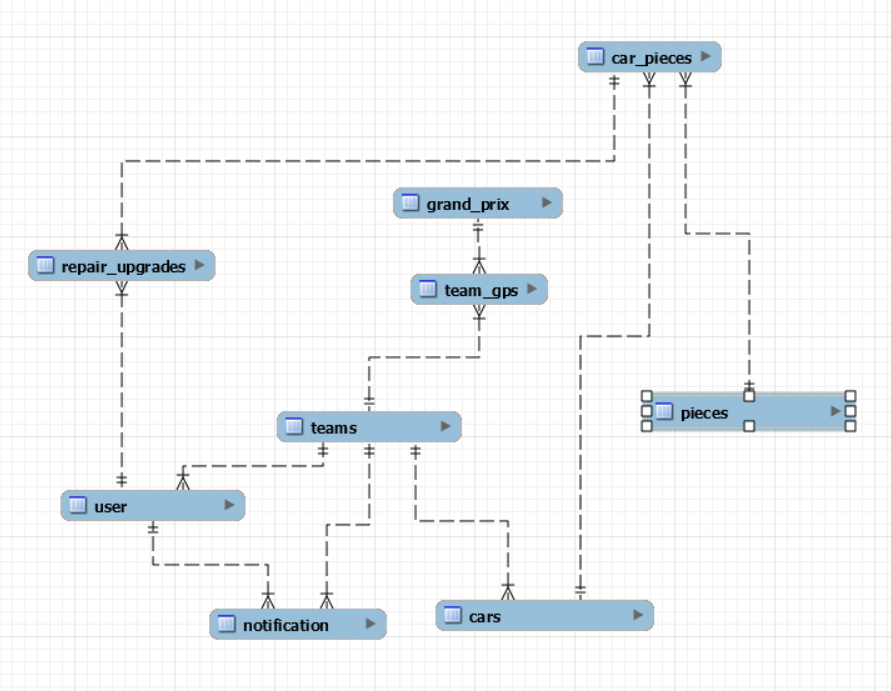 car_pieces
grand_prix
repair_upgrades
team_gps
pieces
teams
user
cars
notification